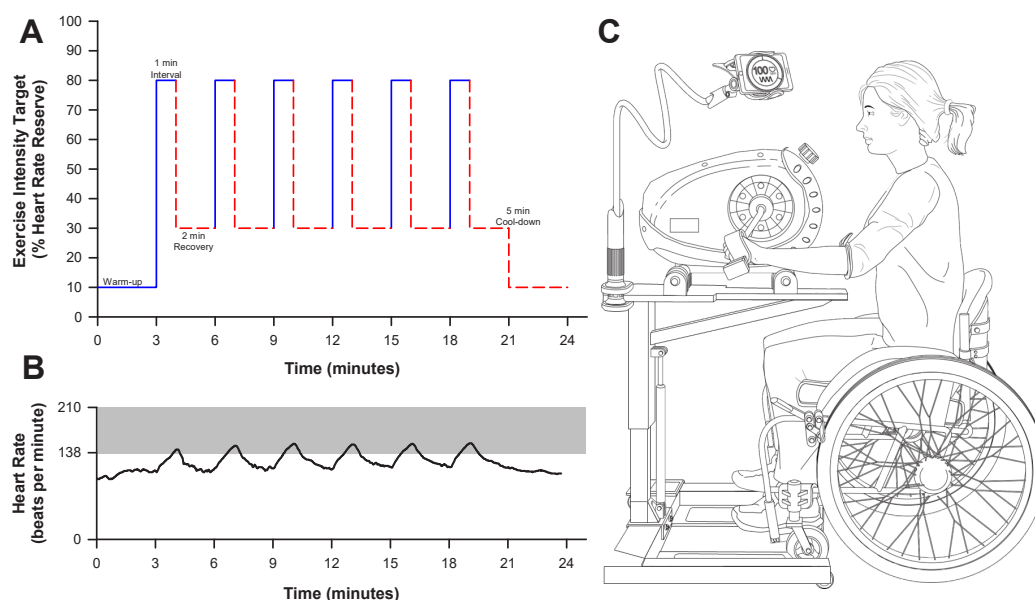 A
Exercise Intensity Target
(% Heart Rate Reserve)
100
90
80
70
60
50
40
30
20
10
0
1 min
Interval
2 min
Recovery
5 min
Cool-down
Warm-up
0 3 6 9 12 15 18 21 24
Time (minutes)
B
Heart Rate
(beats per minute)
210
138
0
0 3 6 9 12 15 18 21 24
Time (minutes)
C
100